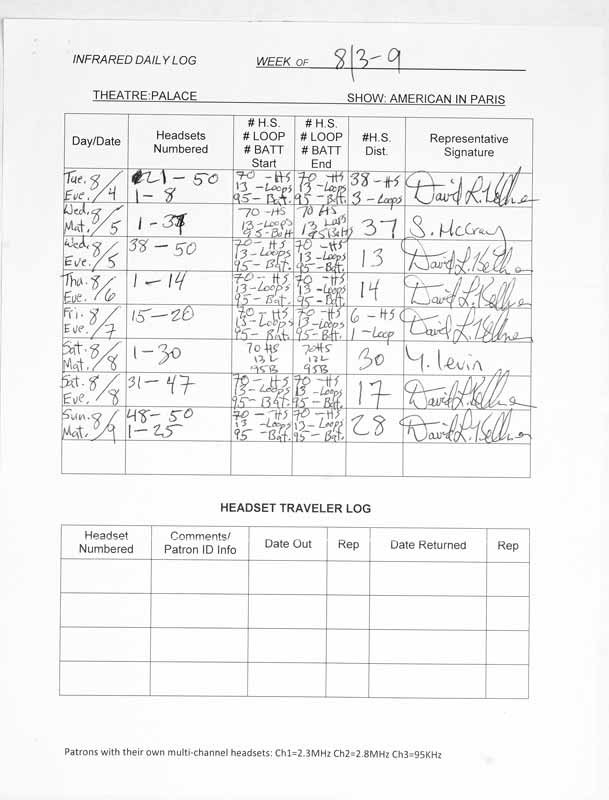 INFRARED DAILY LOG WEEK OF 8/3-9
THEATRE:PALACE SHOW: AMERICAN IN PARIS
Day/Date
Headsets
Numbered
# H.S.
# LOOP
# BATT
Start
# H.S.
# LOOP
# BATT
End
#H.S.
Dist.
Representative
Signature
Tue. 8/4 Eve.
21-50
1-8
70-HS
13-Loops
95-Bat.
70-HS
13-Loops
95-Bat.
38-HS
3-Loops
David L. Kellner
Wed. 8/5 Mat.
1-37
70-HS
13-Loops
95-Batt
70 HS
13 Loops
95 Batts
37
S. McCray
Wed. 8/5 Eve.
38-50
70-HS
13-Loops
95-Bat.
70-HS
13-Loops
95-Bat.
13
David L. Kellner
Thu. 8/6 Eve.
1-14
70-HS
13-Loops
95-Bat.
70-HS
13-Loops
95-Bat.
14
David L. Kellner
Fri. 8/7 Eve.
15-20
70-HS
13-Loops
95-Bat.
70-HS
13-Loops
95-Bat.
6-HS
1-Loop
David L. Kellner
Sat. 8/8 Mat.
1-30
70 HS
13 L
95B
70HS
13L
95B
30
Y. Levin
Sat. 8/8 Eve.
31-47
70-HS
13-Loops
95-Bat.
70-HS
13-Loops
95-Bat.
17
David L. Kellner
Sun. 8/9 Mat.
48-50
1-25
70-HS
13-Loops
95-Bat.
70-HS
13-Loops
95-Bat.
28
David L. Kellner
HEADSET TRAVELER LOG
Headset
Numbered
Comments/
Patron ID Info
Date Out
Rep
Date Returned
Rep
Patrons with their own multi-channel headsets: Ch1=2.3MHz Ch2=2.8MHz Ch3=95KHz